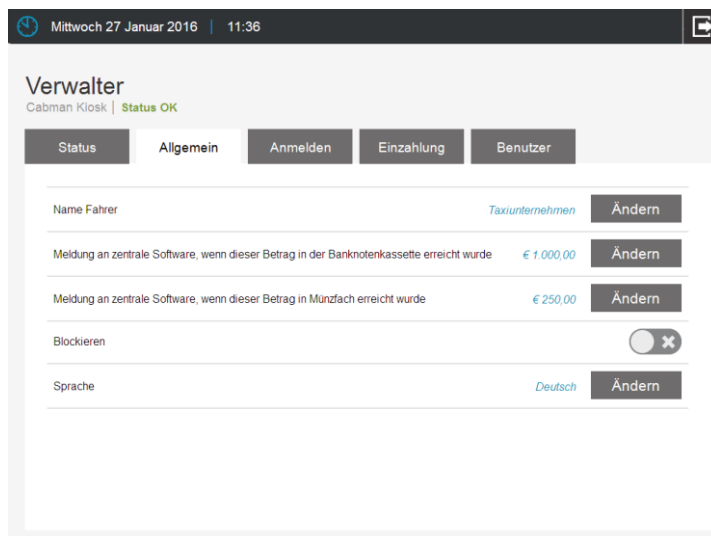 Mittwoch 27 Januar 2016 | 11:36
Verwalter
Cabman Kiosk | Status OK
Status Allgemein Anmelden Einzahlung Benutzer
Name Fahrer Taxiunternehmen Ändern
Meldung an zentrale Software, wenn dieser Betrag in der Banknotenkassette erreicht wurde € 1.000,00 Ändern
Meldung an zentrale Software, wenn dieser Betrag in Münzfach erreicht wurde € 250,00 Ändern
Blockieren
Sprache Deutsch Ändern